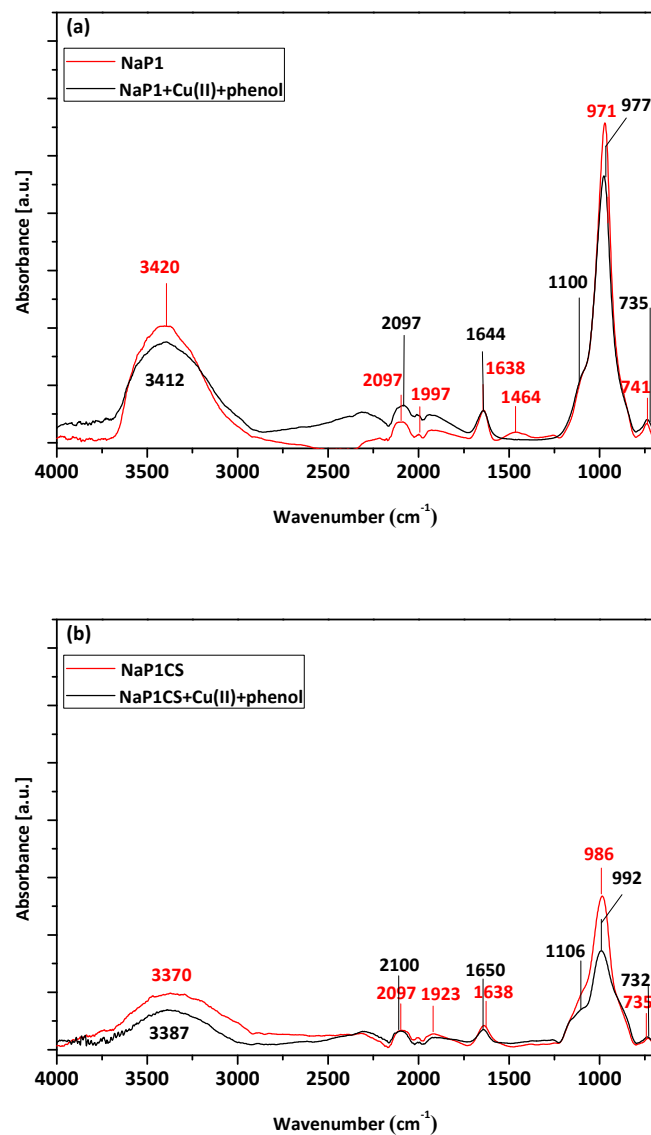 (a)
NaP1
NaP1+Cu(II)+phenol
971
977
3420
3412
2097
2097
1997
1644
1638
1464
1100
735
741
Absorbance [a.u.]
4000 3500 3000 2500 2000 1500 1000
Wavenumber (cm-1)
(b)
NaP1CS
NaP1CS+Cu(II)+phenol
986
992
3370
3387
2100
2097
1923
1650
1638
1106
732
735
Absorbance [a.u.]
4000 3500 3000 2500 2000 1500 1000
Wavenumber (cm-1)